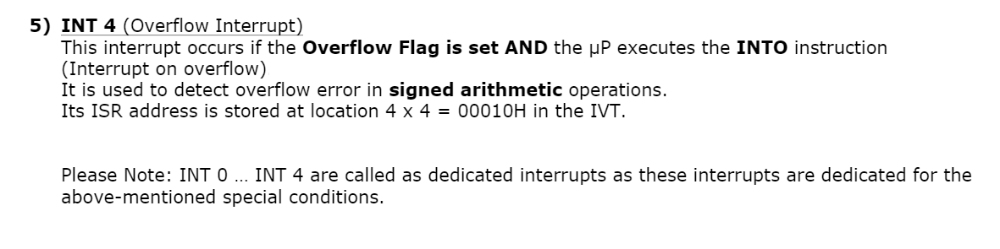 5) INT 4 (Overflow Interrupt)
This interrupt occurs if the Overflow Flag is set AND the µP executes the INTO instruction
(Interrupt on overflow)
It is used to detect overflow error in signed arithmetic operations.
Its ISR address is stored at location 4 x 4 = 00010H in the IVT.
Please Note: INT 0 ... INT 4 are called as dedicated interrupts as these interrupts are dedicated for the
above-mentioned special conditions.